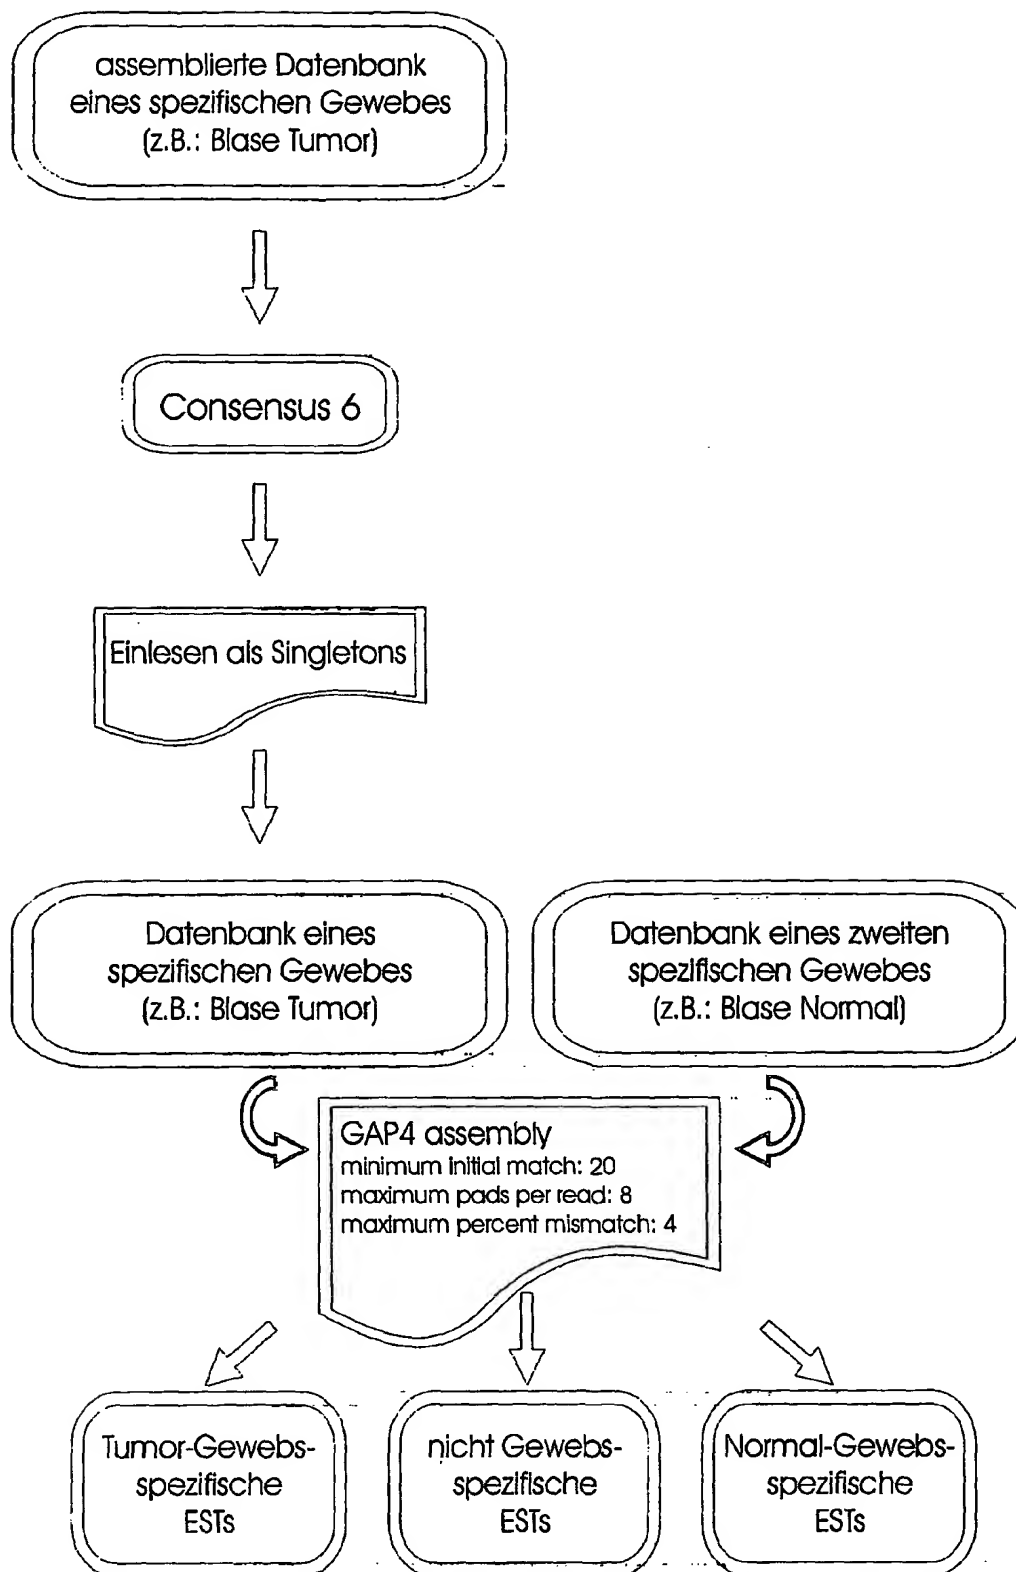 assemblierte Datenbank
eines spezifischen Gewebes
(z.B.: Blase Tumor)
Consensus 6
Einlesen als Singletons
Datenbank eines
spezifischen Gewebes
(z.B.: Blase Tumor)
Datenbank eines zweiten
spezifischen Gewebes
(z.B.: Blase Normal)
GAP4 assembly
minimum initial match: 20
maximum pads per read: 8
maximum percent mismatch: 4
Tumor-Gewebs-
spezifische
ESTs
nicht Gewebs-
spezifische
ESTs
Normal-Gewebs-
spezifische
ESTs